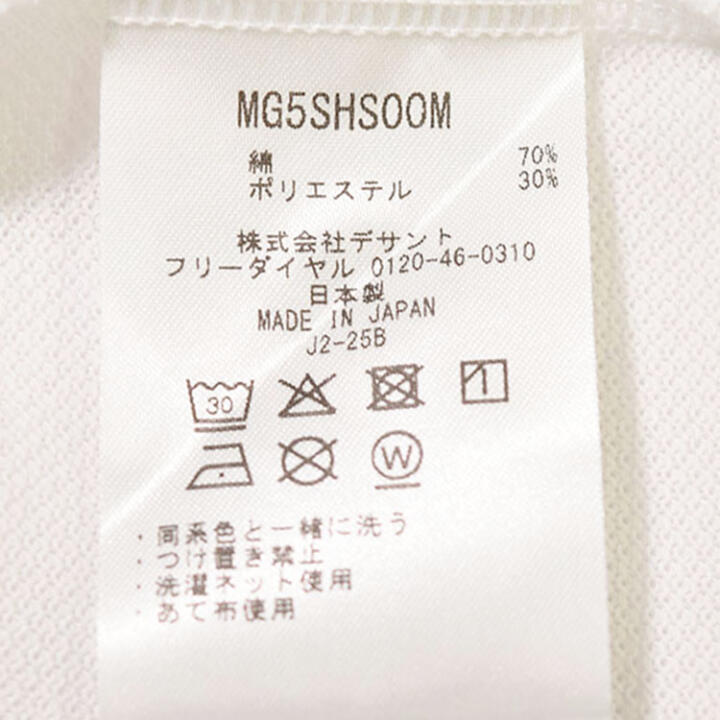 MG5SHS00M
綿 70%
ポリエステル 30%
株式会社デサント
フリーダイヤル 0120-46-0310
日本製
MADE IN JAPAN
J2-25B
30
W
・同系色と一緒に洗う
・つけ置き禁止
・洗濯ネット使用
・あて布使用